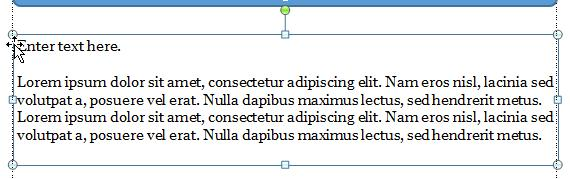 Enter text here.
Lorem ipsum dolor sit amet, consectetur adipiscing elit. Nam eros nisl, lacinia sed
volutpat a, posuere vel erat. Nulla dapibus maximus lectus, sed hendrerit metus.
Lorem ipsum dolor sit amet, consectetur adipiscing elit. Nam eros nisl, lacinia sed
volutpat a, posuere vel erat. Nulla dapibus maximus lectus, sed hendrerit metus.